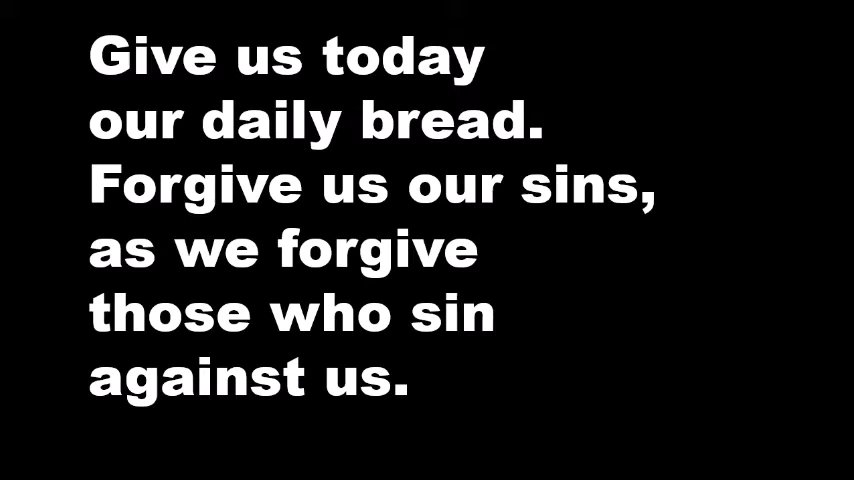 Give us today
our daily bread.
Forgive us our sins,
as we forgive
those who sin
against us.